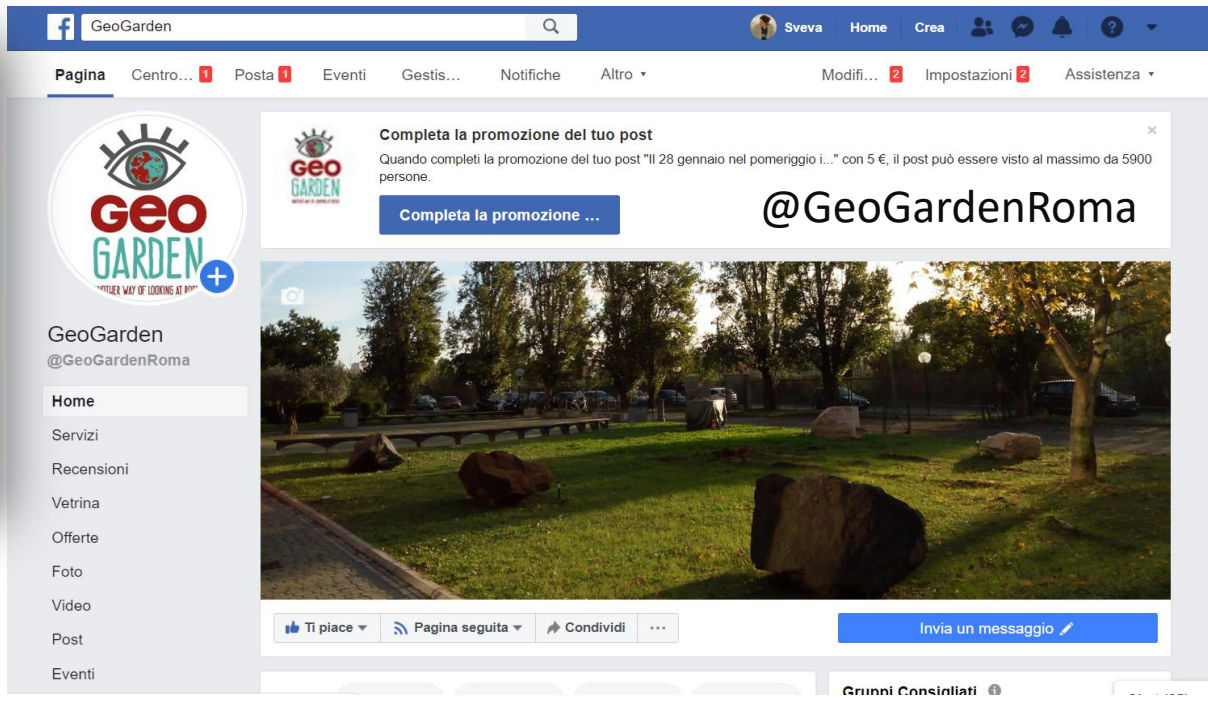 GeoGarden
Sveva Home Crea
Pagina Centro... 1 Posta 1 Eventi Gestis... Notifiche Altro Modifi... 2 Impostazioni 2 Assistenza
GEO
GARDEN
GeoGarden
@GeoGardenRoma
Home
Servizi
Recensioni
Vetrina
Offerte
Foto
Video
Post
Eventi
GEO
GARDEN
Completa la promozione del tuo post
Quando completi la promozione del tuo post "Il 28 gennaio nel pomeriggio i..." con 5 €, il post può essere visto al massimo da 5900
persone.
Completa la promozione ...
@GeoGardenRoma
Ti piace Pagina seguita Condividi ...
Invia un messaggio
Gruppi Consigliati